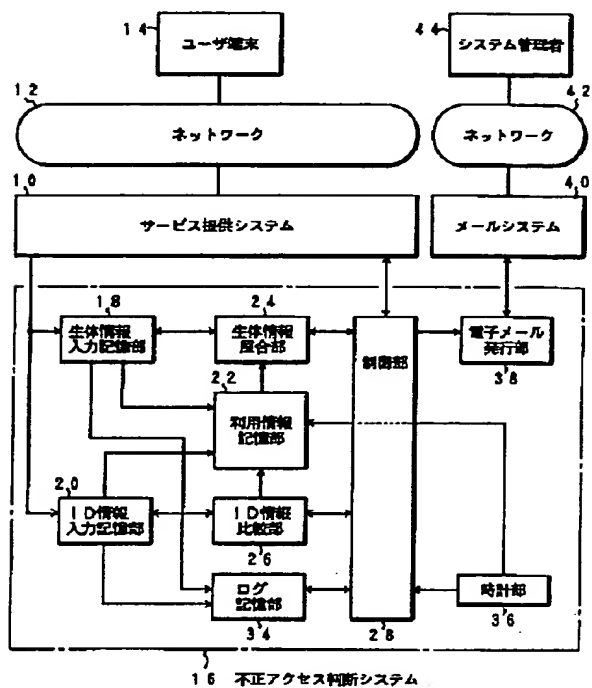 14
ユーザ端末
44
システム管理者
12
ネットワーク
42
ネットワーク
10
サービス提供システム
40
メールシステム
18
生体情報
入力記憶部
24
生体情報
照合部
制御部
電子メール
発行部
38
22
利用情報
記憶部
20
ID情報
入力記憶部
ID情報
比較部
26
ログ
記憶部
34
28
時計部
36
16 不正アクセス判断システム